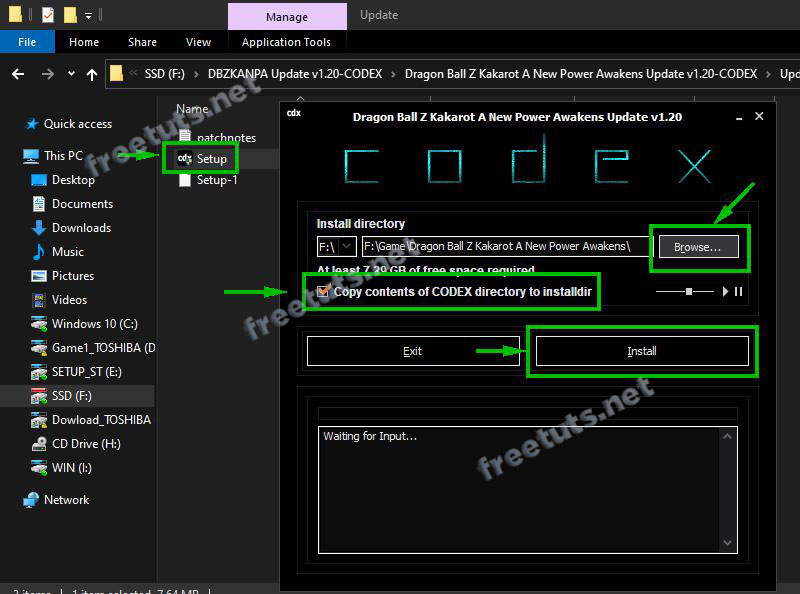 Manage
Update
File
Home
Share
View
Application Tools
SSD (F:) › DBZKANPA Update v1.20-CODEX › Dragon Ball Z Kakarot A New Power Awakens Update v1.20-CODEX ›
Name
Quick access
This PC
Desktop
Documents
Downloads
Music
Pictures
Videos
Windows 10 (C:)
Game1_TOSHIBA (D
SETUP_ST (E:)
SSD (F:)
Dowload_TOSHIBA
CD Drive (H:)
WIN (I:)
Network
patchnotes
cdx Setup
Setup-1
cdx
Dragon Ball Z Kakarot A New Power Awakens Update v1.20
codex
Install directory
F:\
F:\Game\Dragon Ball Z Kakarot A New Power Awakens\
Browse...
At least 7.39 GB of free space required
Copy contents of CODEX directory to installdir
Exit
Install
Waiting for Input...
3 items
1 item selected 7.64 MB
freetuts.net
freetuts.net
freetuts.net